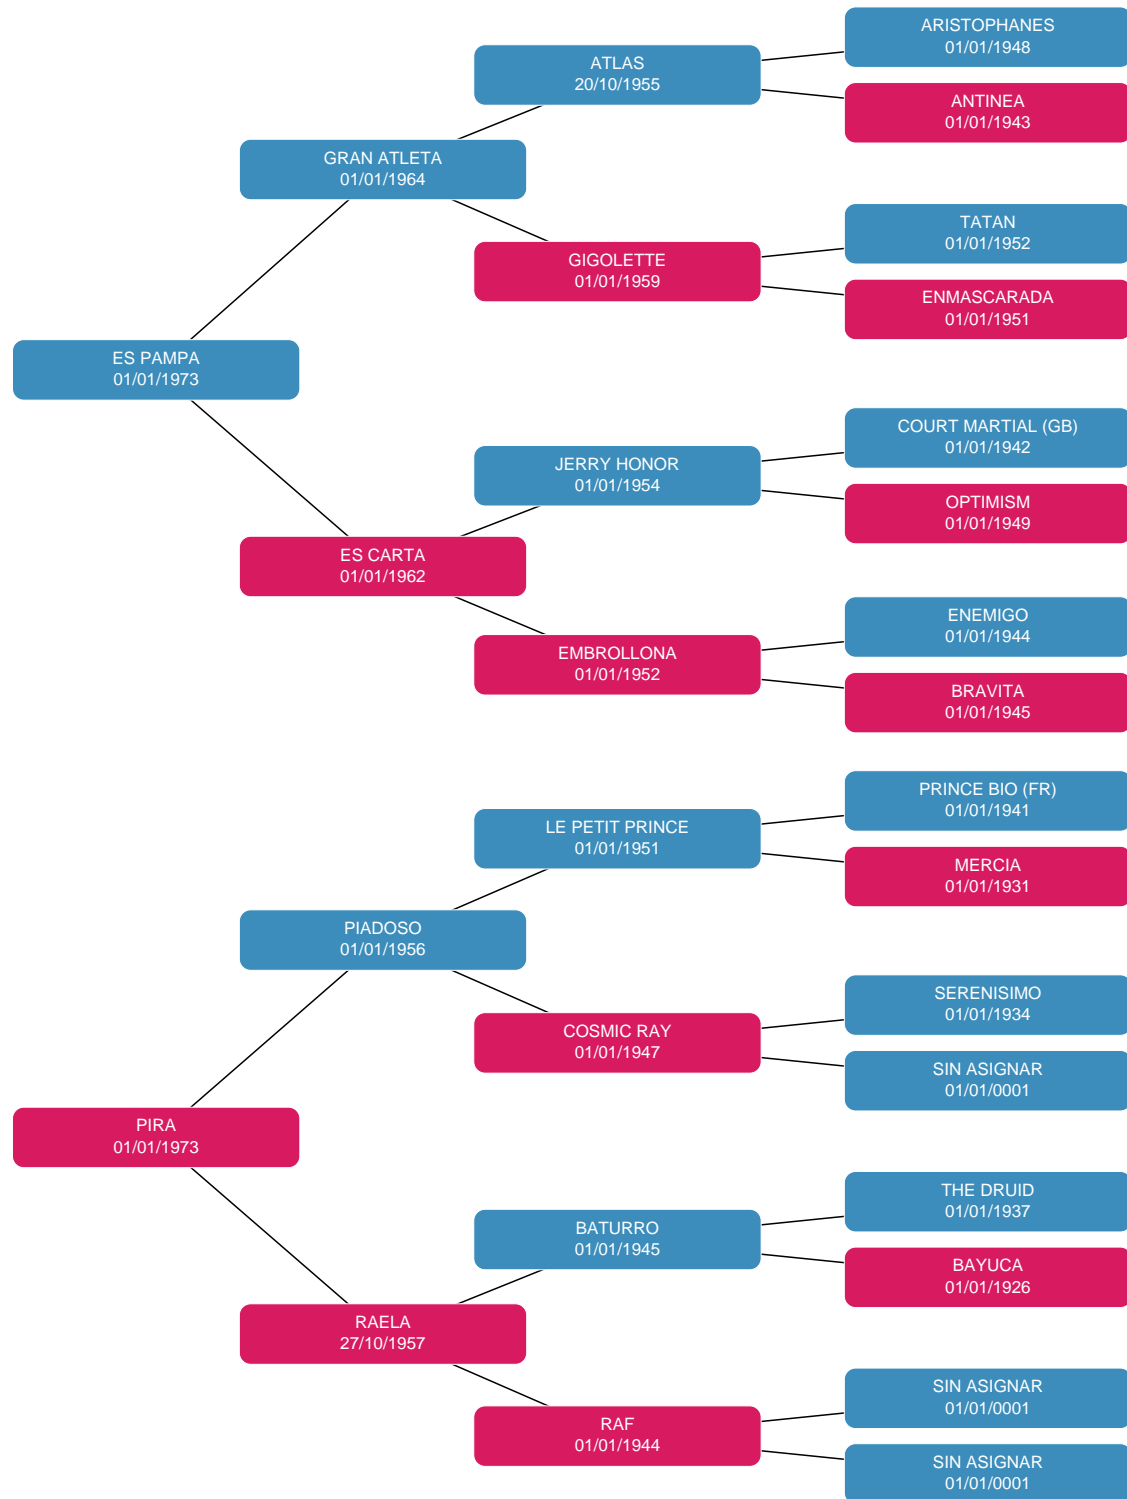 ARISTOPHANES
01/01/1948
ATLAS
20/10/1955
ANTINEA
01/01/1943
GRAN ATLETA
01/01/1964
TATAN
01/01/1952
GIGOLETTE
01/01/1959
ENMASCARADA
01/01/1951
ES PAMPA
01/01/1973
COURT MARTIAL (GB)
01/01/1942
JERRY HONOR
01/01/1954
OPTIMISM
01/01/1949
ES CARTA
01/01/1962
ENEMIGO
01/01/1944
EMBROLLONA
01/01/1952
BRAVITA
01/01/1945
PRINCE BIO (FR)
01/01/1941
LE PETIT PRINCE
01/01/1951
MERCIA
01/01/1931
PIADOSO
01/01/1956
SERENISIMO
01/01/1934
COSMIC RAY
01/01/1947
SIN ASIGNAR
01/01/0001
PIRA
01/01/1973
THE DRUID
01/01/1937
BATURRO
01/01/1945
BAYUCA
01/01/1926
RAELA
27/10/1957
SIN ASIGNAR
01/01/0001
RAF
01/01/1944
SIN ASIGNAR
01/01/0001